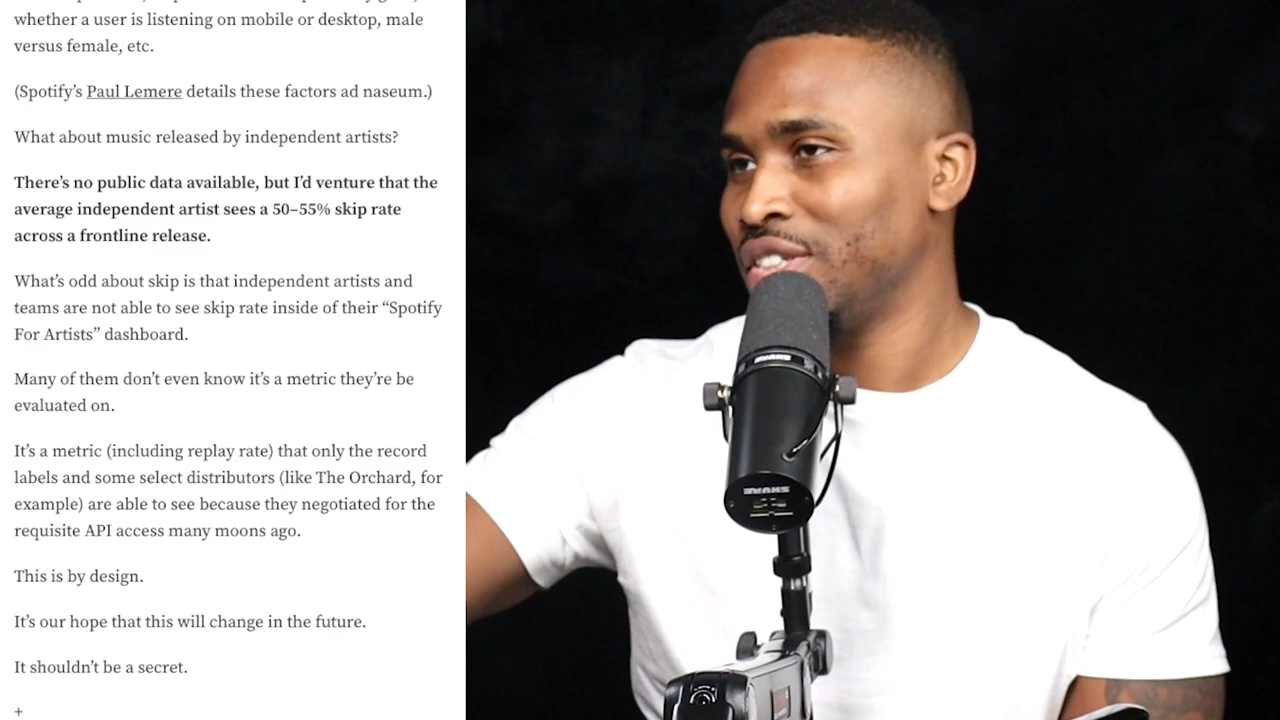 whether a user is listening on mobile or desktop, male
versus female, etc.
(Spotify’s Paul Lemere details these factors ad naseum.)
What about music released by independent artists?
There’s no public data available, but I’d venture that the
average independent artist sees a 50–55% skip rate
across a frontline release.
What’s odd about skip is that independent artists and
teams are not able to see skip rate inside of their “Spotify
For Artists” dashboard.
Many of them don’t even know it’s a metric they’re be
evaluated on.
It’s a metric (including replay rate) that only the record
labels and some select distributors (like The Orchard, for
example) are able to see because they negotiated for the
requisite API access many moons ago.
This is by design.
It’s our hope that this will change in the future.
It shouldn’t be a secret.
+
SHURE
SHURE